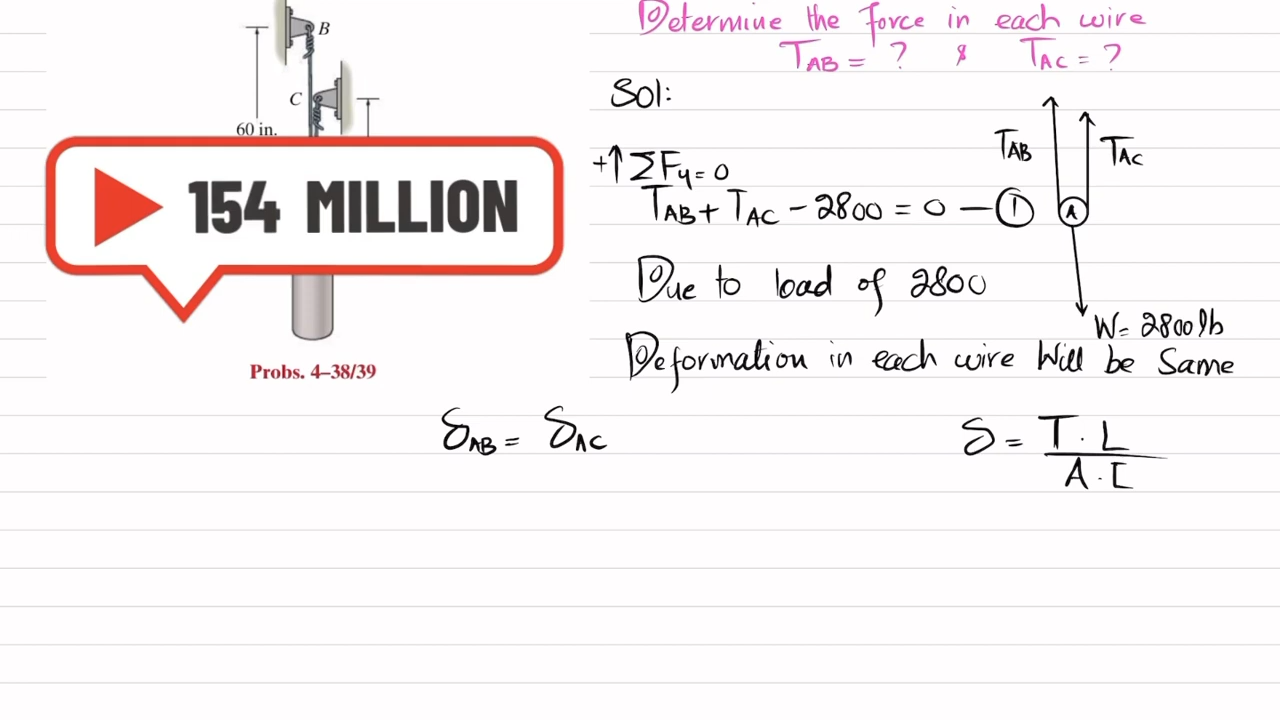 Determine the force in each wire
T_AB = ? & T_AC = ?
B
Sol:
C
60 in.
T_AB
T_AC
+↑ ΣFy = 0
T_AB + T_AC - 2800 = 0 — ①
A
154 MILLION
Due to load of 2800
W = 2800 lb
Deformation in each wire Will be Same
Probs. 4–38/39
δ_AB = δ_AC
δ = T · L
A · E